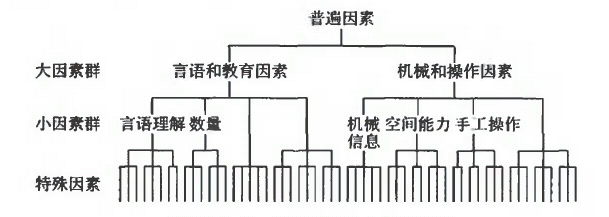 普遍因素
大因素群 言语和教育因素 机械和操作因素
小因素群 言语理解 数量 机械信息 空间能力 手工操作
特殊因素